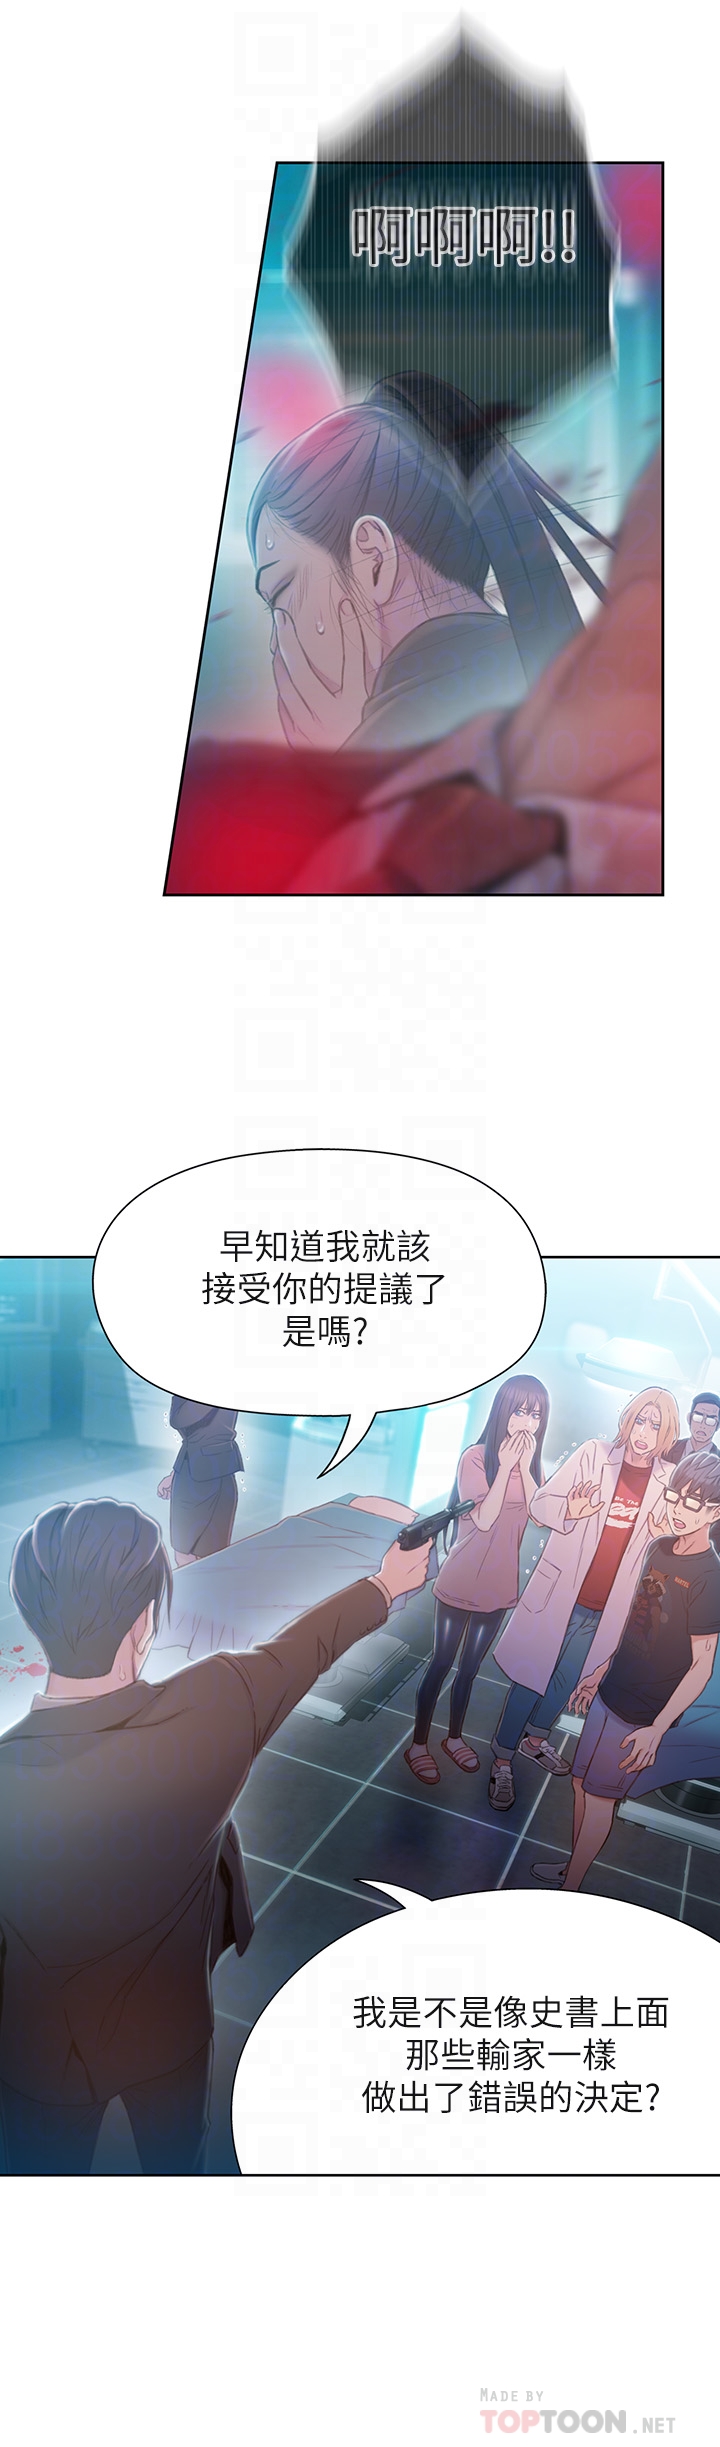 啊啊啊!!
早知道我就該
接受你的提議了
是嗎?
我是不是像史書上面
那些輸家一樣
做出了錯誤的決定?
MADE BY
TOPTOON.NET